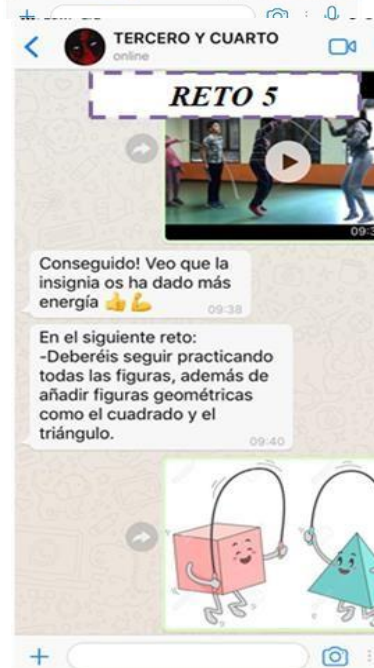 TERCERO Y CUARTO
online
RETO 5
Conseguido! Veo que la
insignia os ha dado más
energía 👍💪
09:38
En el siguiente reto:
-Deberéis seguir practicando
todas las figuras, además de
añadir figuras geométricas
como el cuadrado y el
triángulo.
09:40